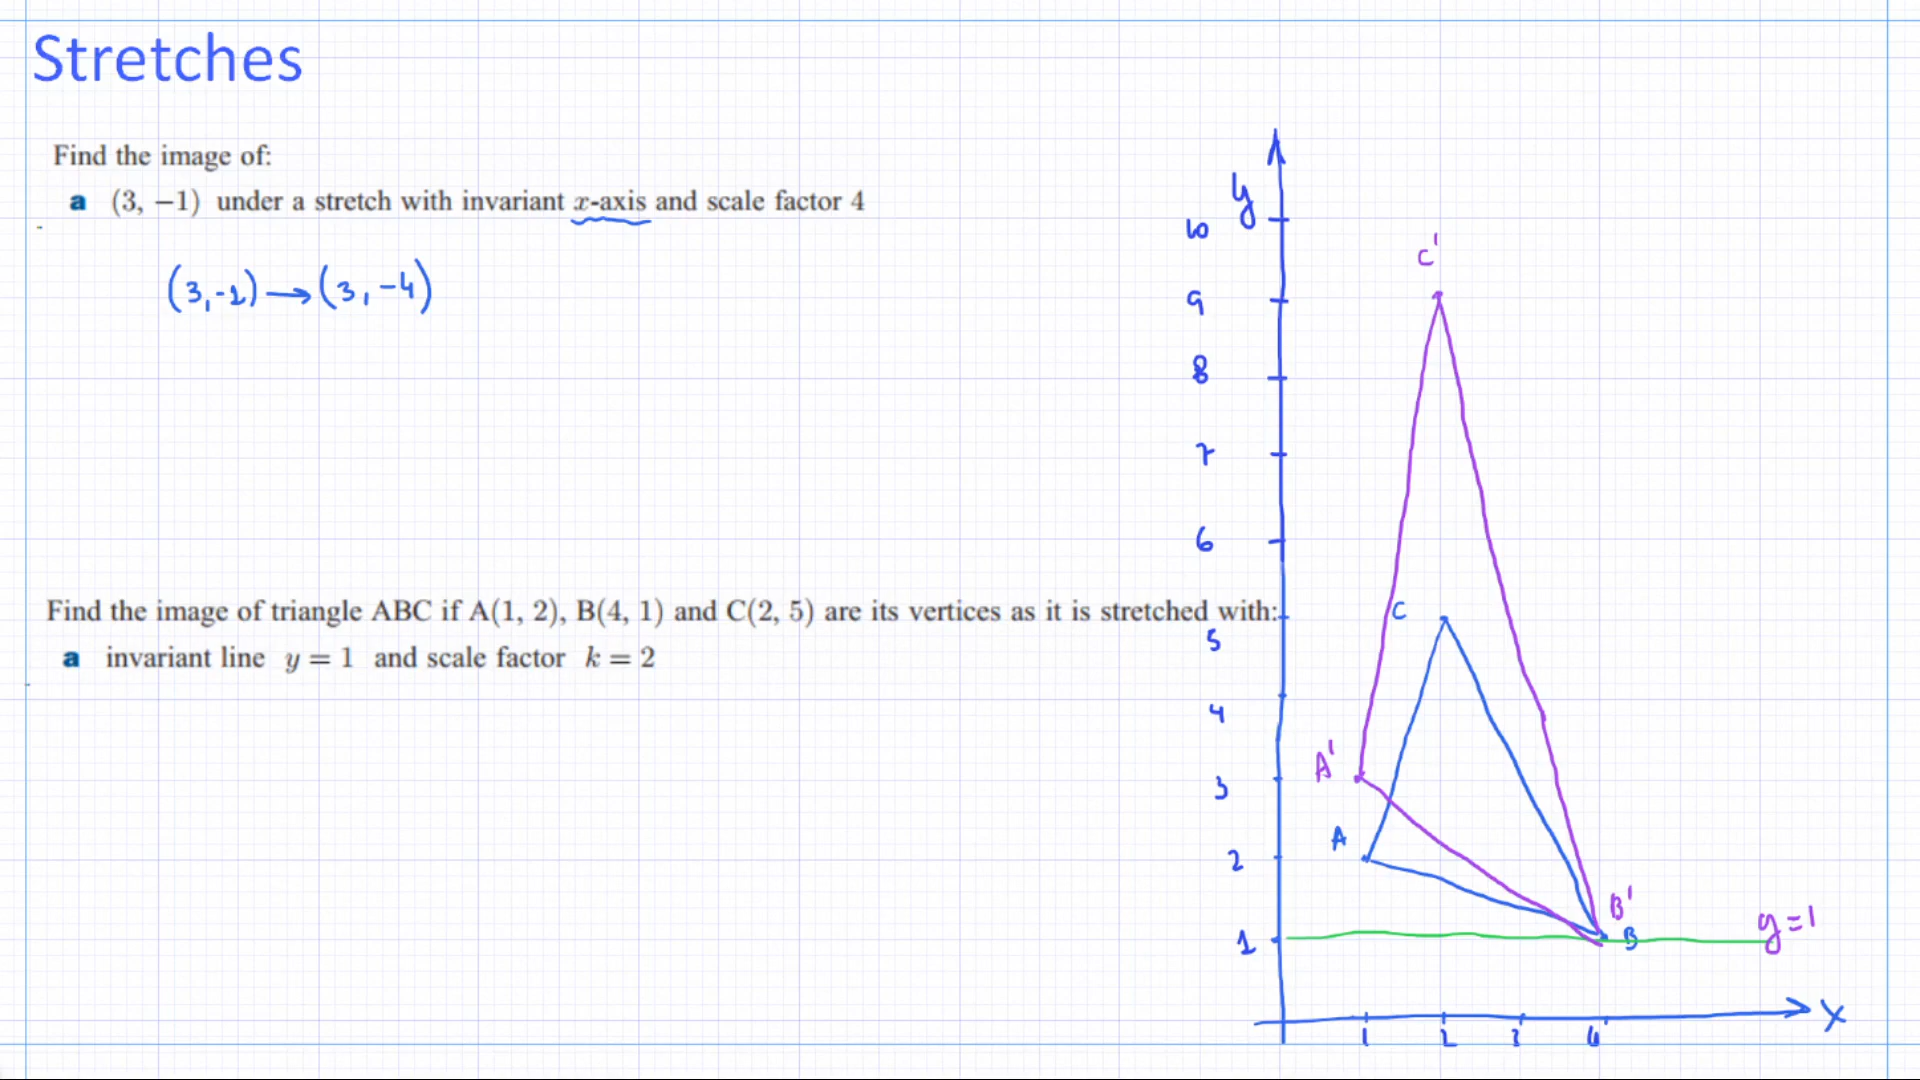 Stretches
Find the image of:
a (3, −1) under a stretch with invariant x-axis and scale factor 4
(3,-1)→(3,-4)
Find the image of triangle ABC if A(1, 2), B(4, 1) and C(2, 5) are its vertices as it is stretched with:
a invariant line y = 1 and scale factor k = 2
y
10
9
8
7
6
5
4
3
2
1
C'
C
A'
A
B'
B
y=1
1 2 3 4
x